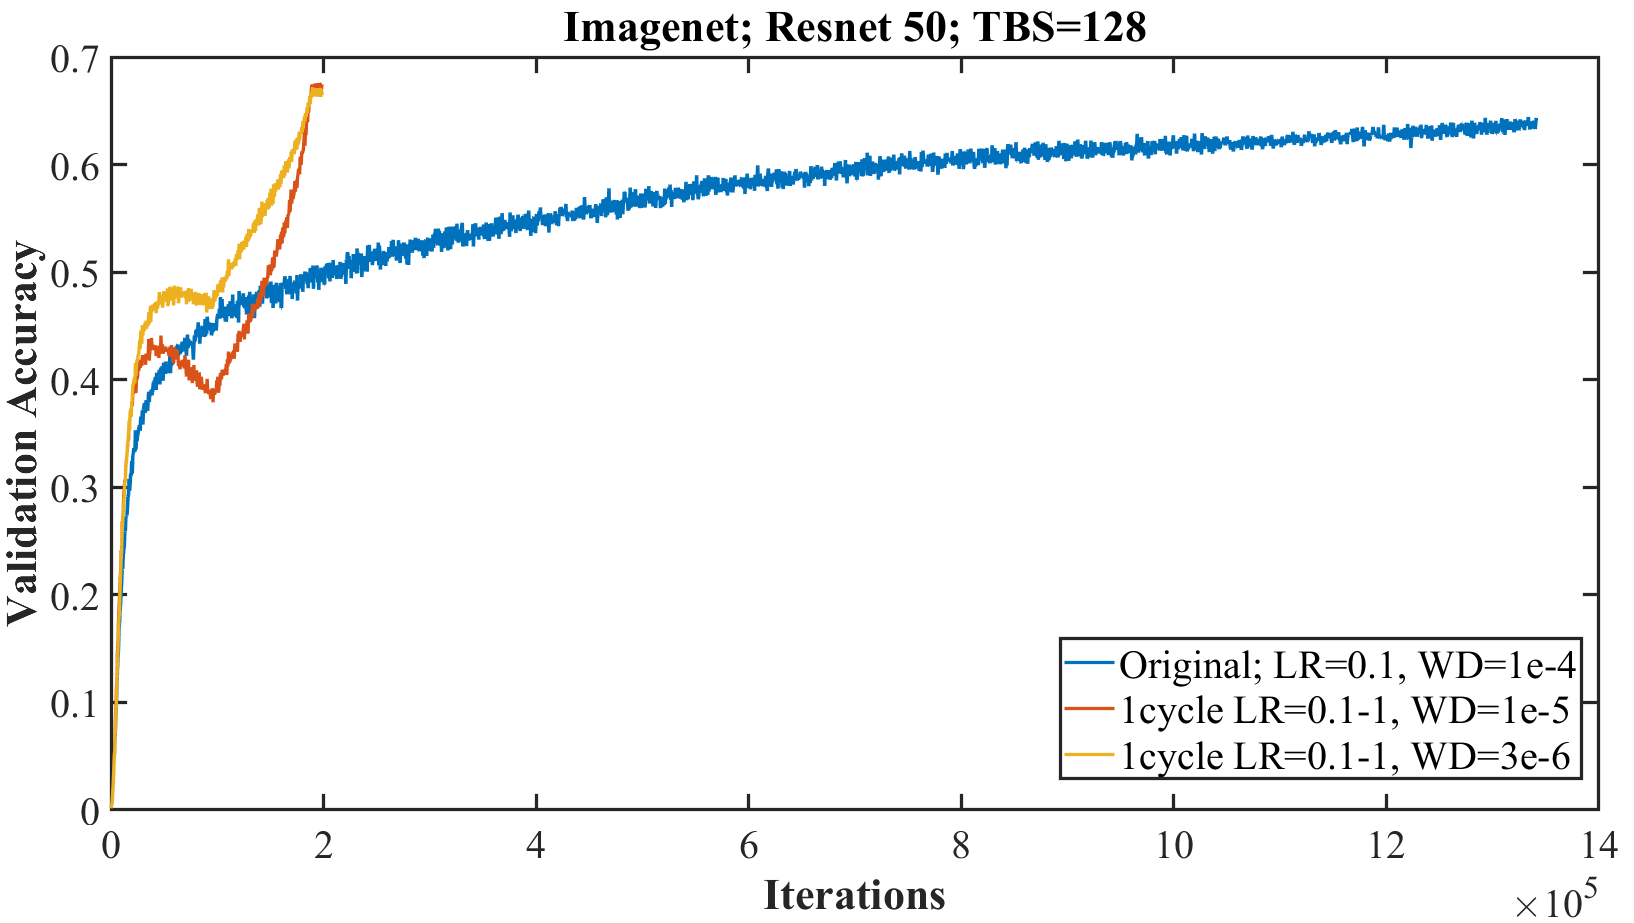 Imagenet; Resnet 50; TBS=128
Validation Accuracy
0.7
0.6
0.5
0.4
0.3
0.2
0.1
0
0 2 4 6 8 10 12 14
Iterations
×10^5
Original; LR=0.1, WD=1e-4
1cycle LR=0.1-1, WD=1e-5
1cycle LR=0.1-1, WD=3e-6